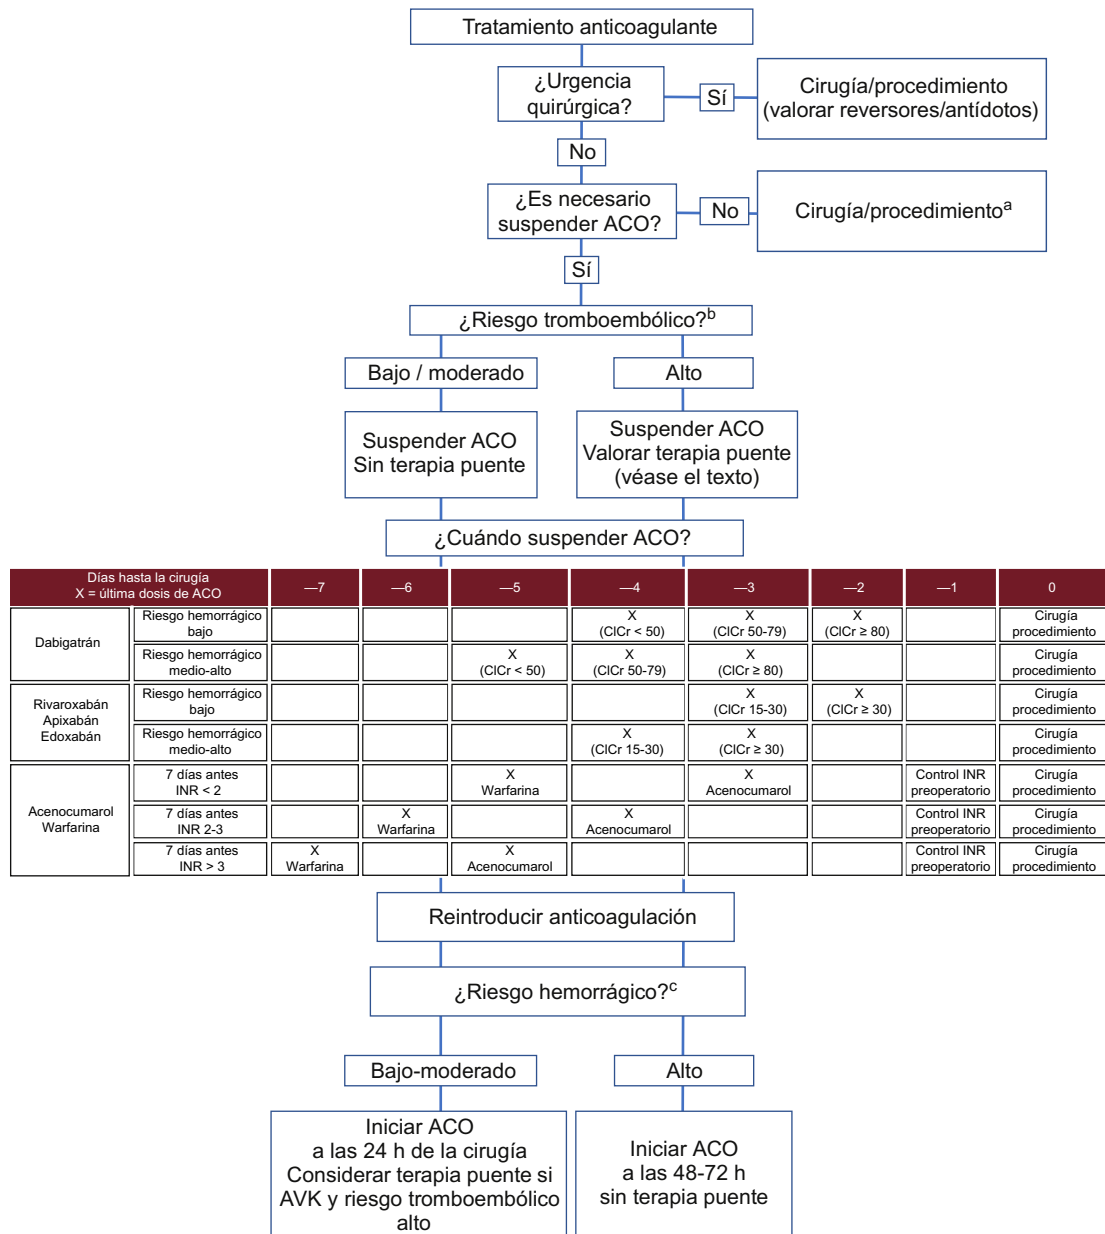 Tratamiento anticoagulante
¿Urgencia
quirúrgica?
Sí
Cirugía/procedimiento
(valorar reversores/antídotos)
No
¿Es necesario
suspender ACO?
No
Cirugía/procedimientoᵃ
Sí
¿Riesgo tromboembólico?ᵇ
Bajo / moderado
Alto
Suspender ACO
Sin terapia puente
Suspender ACO
Valorar terapia puente
(véase el texto)
¿Cuándo suspender ACO?
Días hasta la cirugía
X = última dosis de ACO
—7
—6
—5
—4
—3
—2
—1
0
Dabigatrán
Riesgo hemorrágico
bajo
X
(ClCr < 50)
X
(ClCr 50-79)
X
(ClCr ≥ 80)
Cirugía
procedimiento
Riesgo hemorrágico
medio-alto
X
(ClCr < 50)
X
(ClCr 50-79)
X
(ClCr ≥ 80)
Cirugía
procedimiento
Rivaroxabán
Apixabán
Edoxabán
Riesgo hemorrágico
bajo
X
(ClCr 15-30)
X
(ClCr ≥ 30)
Cirugía
procedimiento
Riesgo hemorrágico
medio-alto
X
(ClCr 15-30)
X
(ClCr ≥ 30)
Cirugía
procedimiento
Acenocumarol
Warfarina
7 días antes
INR < 2
X
Warfarina
X
Acenocumarol
Control INR
preoperatorio
Cirugía
procedimiento
7 días antes
INR 2-3
X
Warfarina
X
Acenocumarol
Control INR
preoperatorio
Cirugía
procedimiento
7 días antes
INR > 3
X
Warfarina
X
Acenocumarol
Control INR
preoperatorio
Cirugía
procedimiento
Reintroducir anticoagulación
¿Riesgo hemorrágico?ᶜ
Bajo-moderado
Alto
Iniciar ACO
a las 24 h de la cirugía
Considerar terapia puente si
AVK y riesgo tromboembólico
alto
Iniciar ACO
a las 48-72 h
sin terapia puente